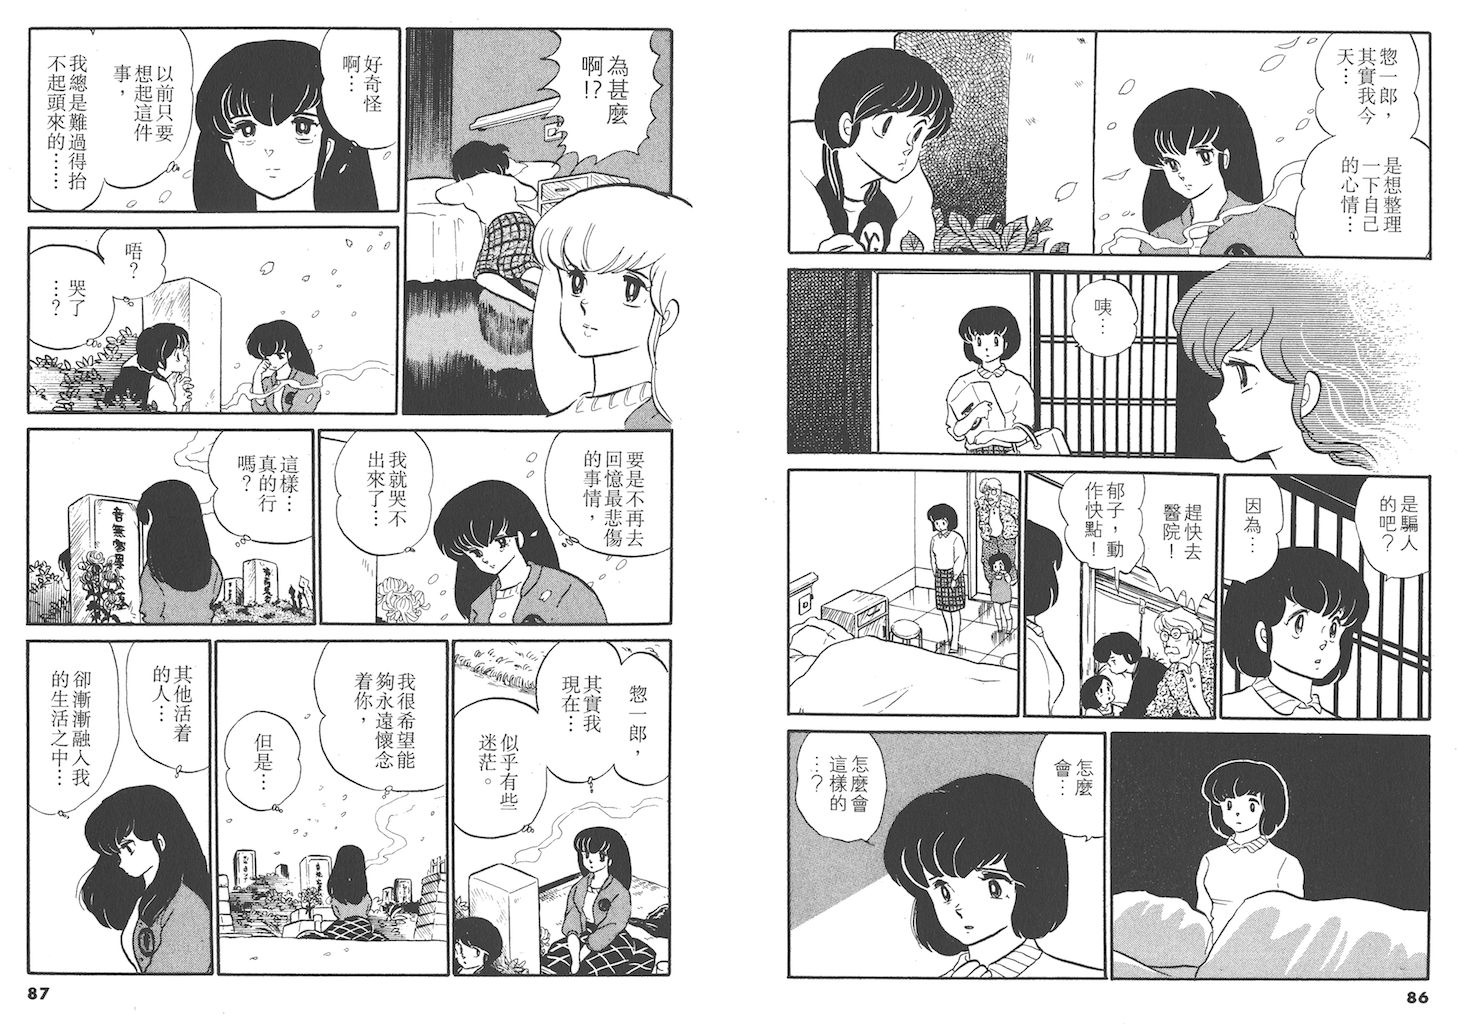 惣一郎，
其實我今
天…
是想整理
一下自己
的心情…
咦…
是騙人
的吧？
因為…
趕快去
醫院！
郁子，動
作快點！
怎麼
會…
怎麼會
這樣的
…？
86
為甚麼
啊!?
好奇怪
啊…
以前只要
想起這件
事，
我總是難過得抬
不起頭來的……
唔？
哭了
…？
要是不再去
回憶最悲傷
的事情，
我就哭不
出來了…
這樣…
真的行
嗎？
音無家
惣一郎，
其實我
現在…
似乎有些
迷茫。
我很希望能
夠永遠懷念
着你，
但是…
其他活着
的人…
卻漸漸融入我
的生活之中…
87